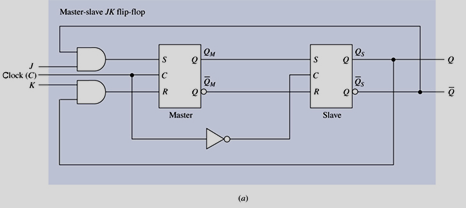 Master-slave JK flip-flop
J
Clock (C)
K
S Q
C
R Q
Master
Q_M
Q̅_M
S Q
C
R Q
Slave
Q_S
Q̅_S
Q
Q̅
(a)